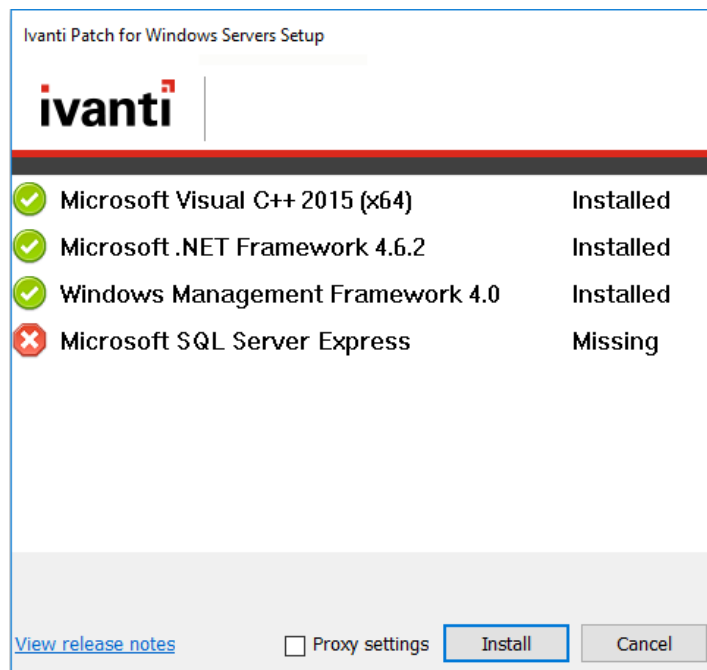 Ivanti Patch for Windows Servers Setup
ivanti
Microsoft Visual C++ 2015 (x64) Installed
Microsoft .NET Framework 4.6.2 Installed
Windows Management Framework 4.0 Installed
Microsoft SQL Server Express Missing
View release notes Proxy settings Install Cancel